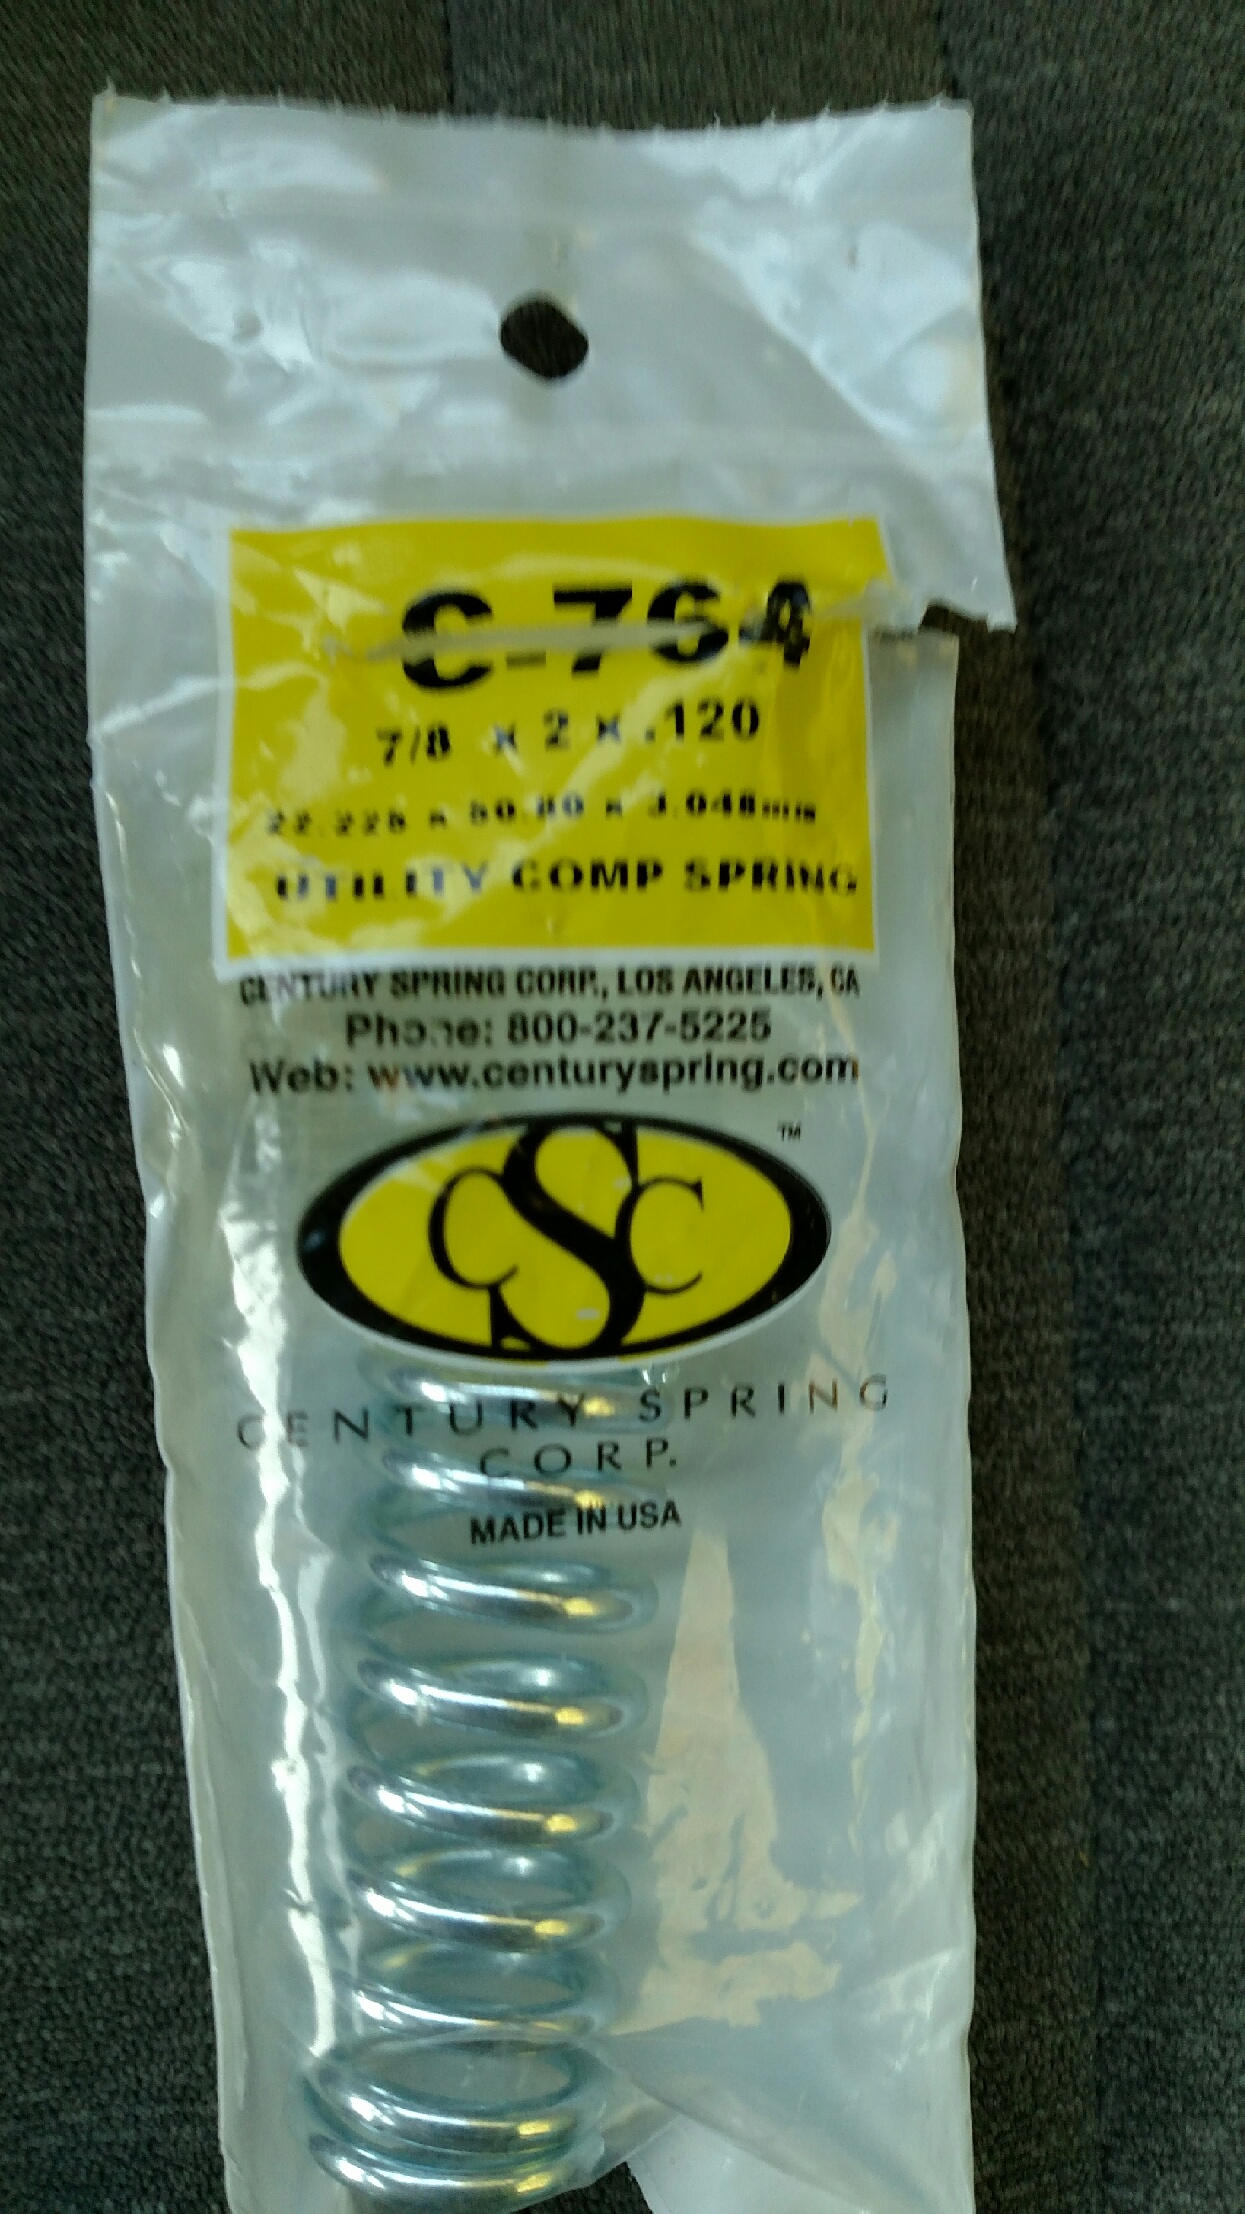 C-764
7/8 x 2 x .120
22.225 x 50.80 x 3.048mm
UTILITY COMP SPRING
CENTURY SPRING CORP., LOS ANGELES, CA
Phone: 800-237-5225
Web: www.centuryspring.com
CSC TM
CENTURY SPRING
CORP.
MADE IN USA